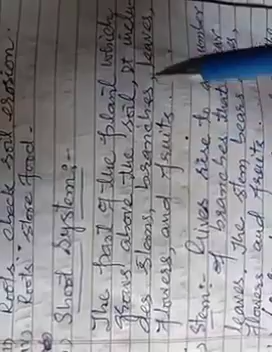 Roots check soil erosion.
Roots store food.
Shoot System:-
The part of the plant which
grows above the soil, It inclu-
des stems, branches, leaves,
flowers, and fruits.
Stem:- Gives rise to a number
of branches that
leaves. The stem bears
flowers and fruits